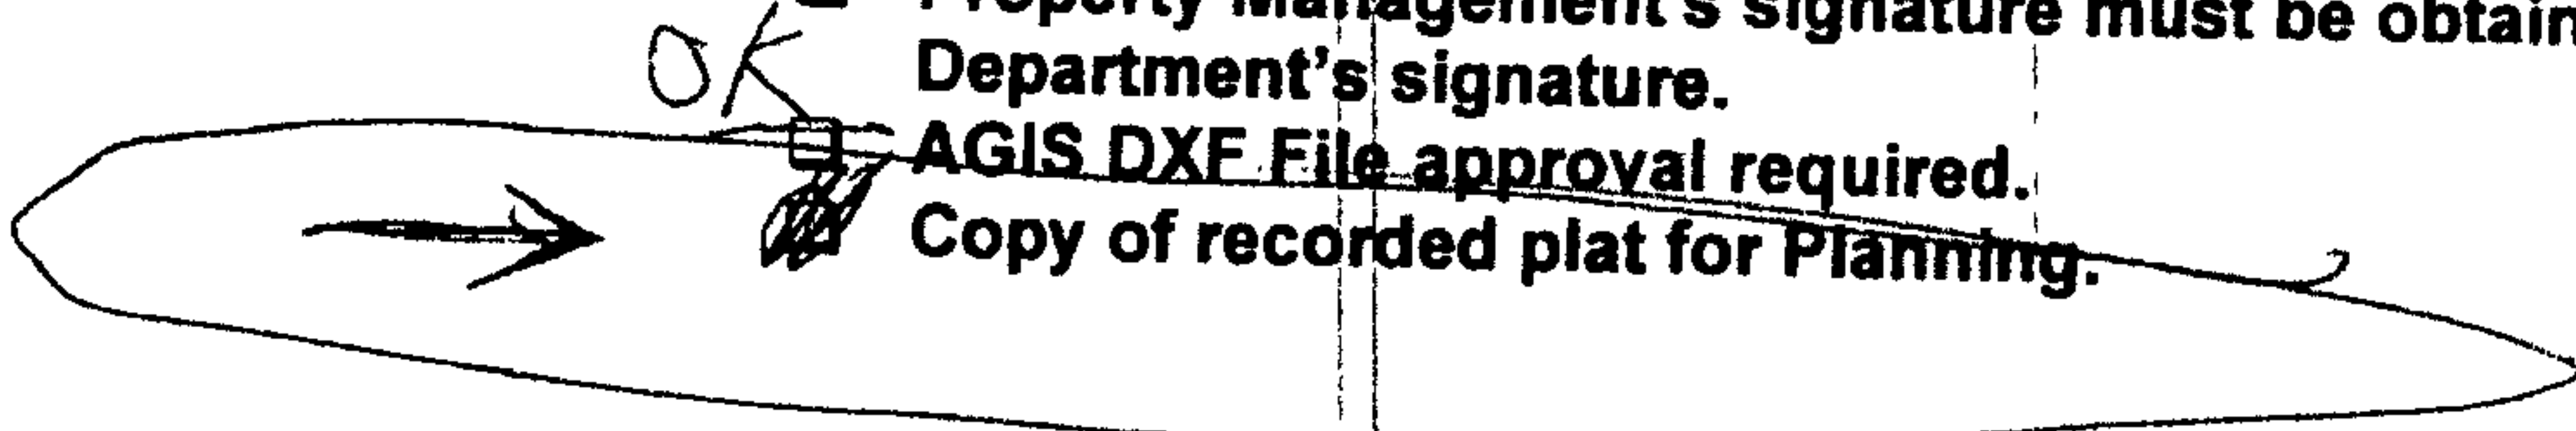 Property Management's signature must be obtain
Department's signature.
OK
AGIS DXF File approval required.
Copy of recorded plat for Planning.